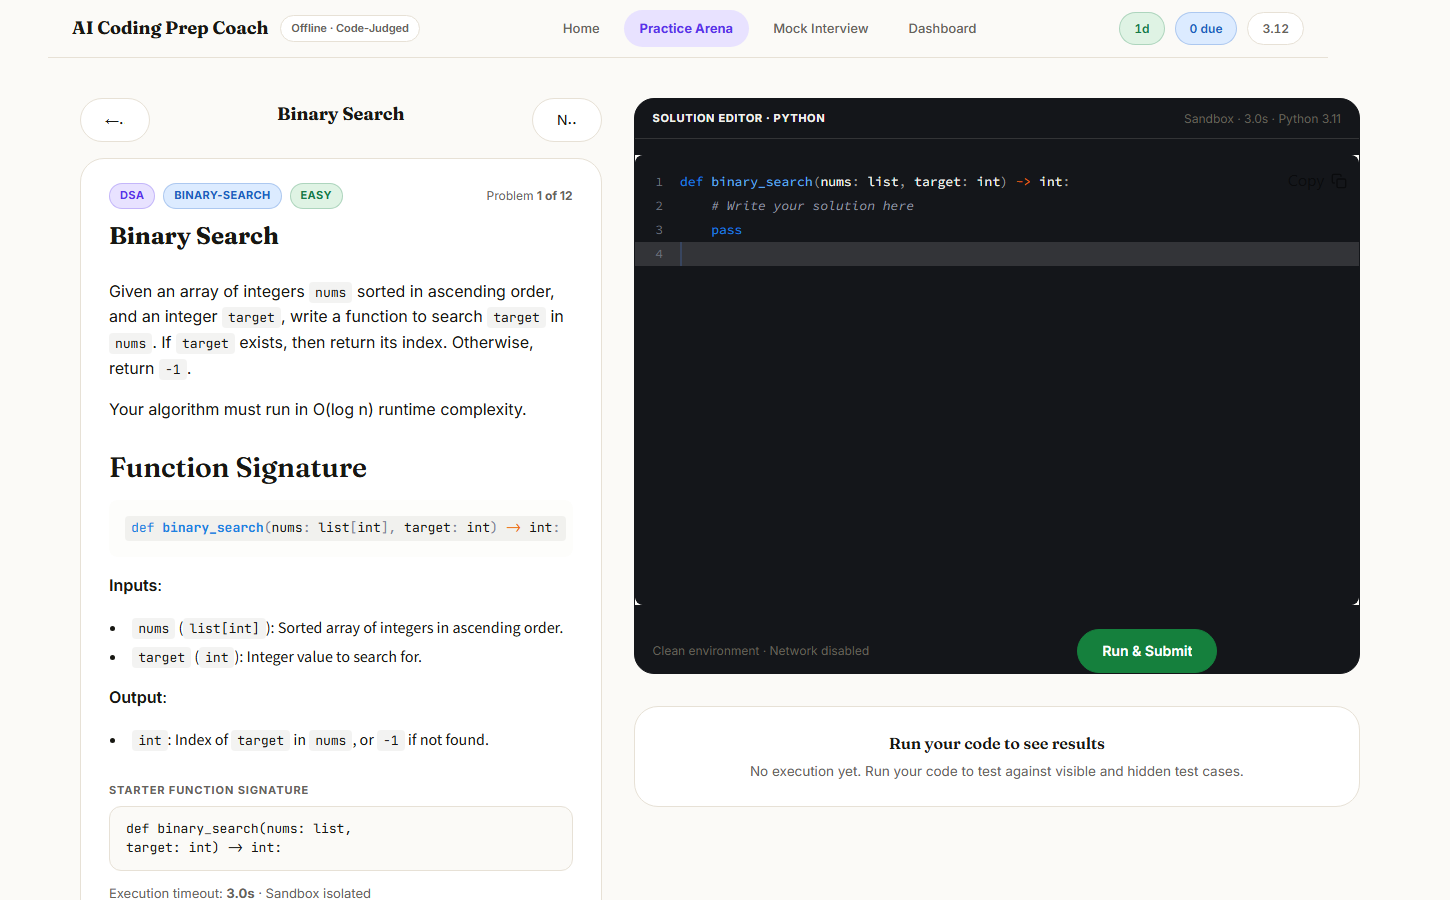 AI Coding Prep Coach
Offline · Code-Judged
Home
Practice Arena
Mock Interview
Dashboard
1d
0 due
3.12
←.
Binary Search
N..
DSA
BINARY-SEARCH
EASY
Problem 1 of 12
Binary Search
Given an array of integers nums sorted in ascending order,
and an integer target, write a function to search target in
nums. If target exists, then return its index. Otherwise,
return -1.
Your algorithm must run in O(log n) runtime complexity.
Function Signature
def binary_search(nums: list[int], target: int) -> int:
Inputs:
• nums ( list[int] ): Sorted array of integers in ascending order.
• target ( int ): Integer value to search for.
Output:
• int: Index of target in nums, or -1 if not found.
STARTER FUNCTION SIGNATURE
def binary_search(nums: list,
target: int) -> int:
Execution timeout: 3.0s · Sandbox isolated
SOLUTION EDITOR · PYTHON
Sandbox · 3.0s · Python 3.11
Copy
1 def binary_search(nums: list, target: int) -> int:
2     # Write your solution here
3     pass
4
Clean environment · Network disabled
Run & Submit
Run your code to see results
No execution yet. Run your code to test against visible and hidden test cases.